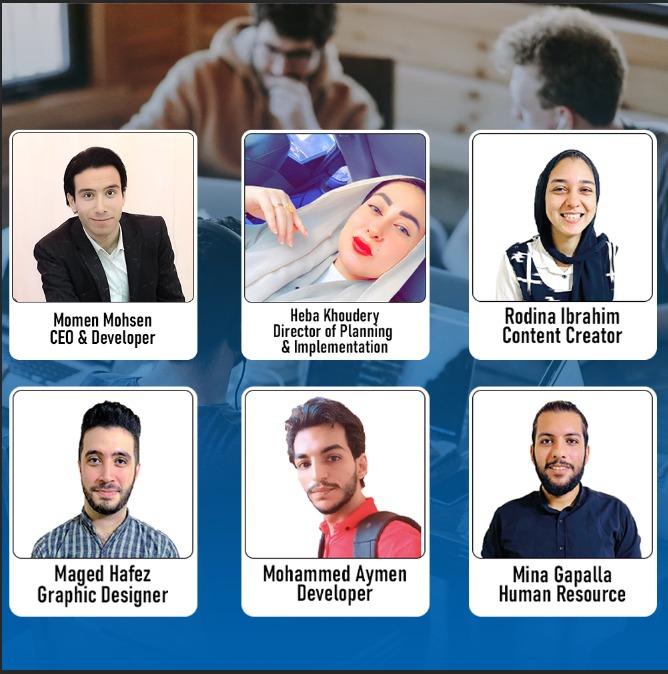 Momen Mohsen
CEO & Developer
Heba Khoudery
Director of Planning
& Implementation
Rodina Ibrahim
Content Creator
Maged Hafez
Graphic Designer
Mohammed Aymen
Developer
Mina Gapalla
Human Resource